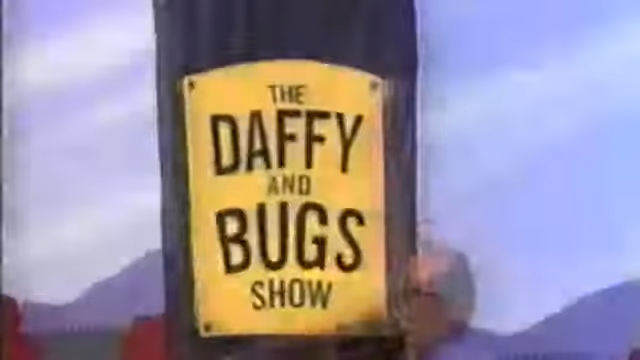 THE
DAFFY
AND
BUGS
SHOW